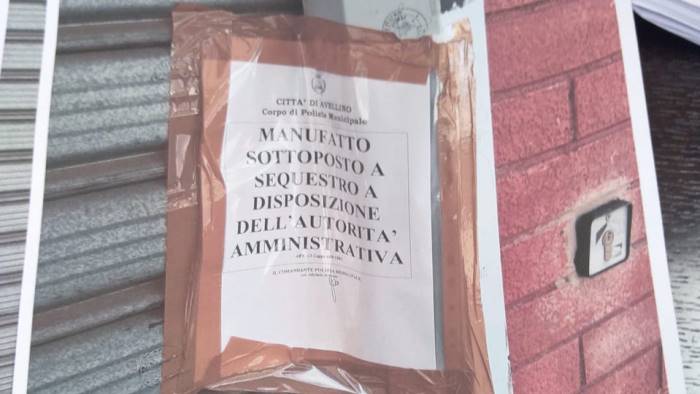 CITTA' DI AVELLINO
Corpo di Polizia Municipale
MANUFATTO
SOTTOPOSTO A
SEQUESTRO A
DISPOSIZIONE
DELL'AUTORITA'
AMMINISTRATIVA
IL COMANDANTE POLIZIA MUNICIPALE